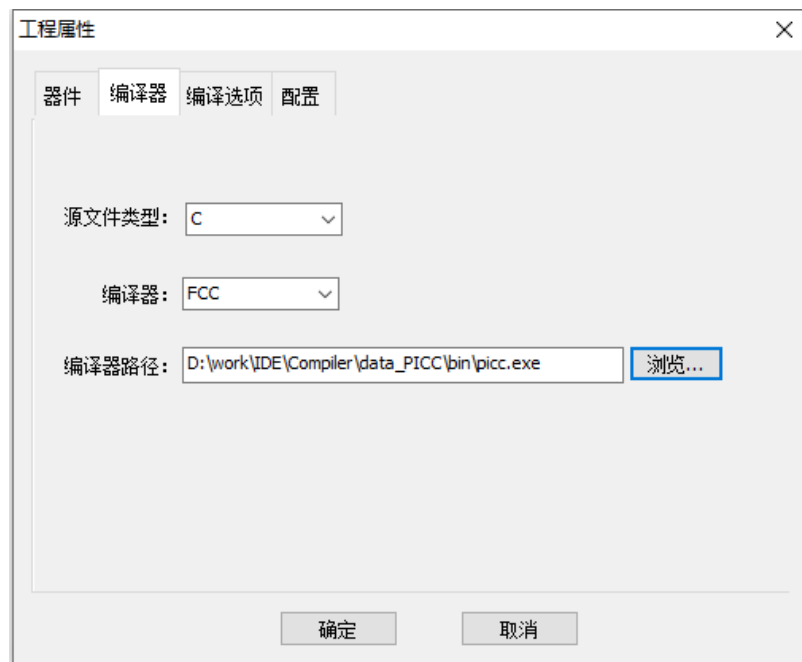 工程属性
器件 编译器 编译选项 配置
源文件类型： C
编译器： FCC
编译器路径： D:\work\IDE\Compiler\data_PICC\bin\picc.exe 浏览...
确定 取消